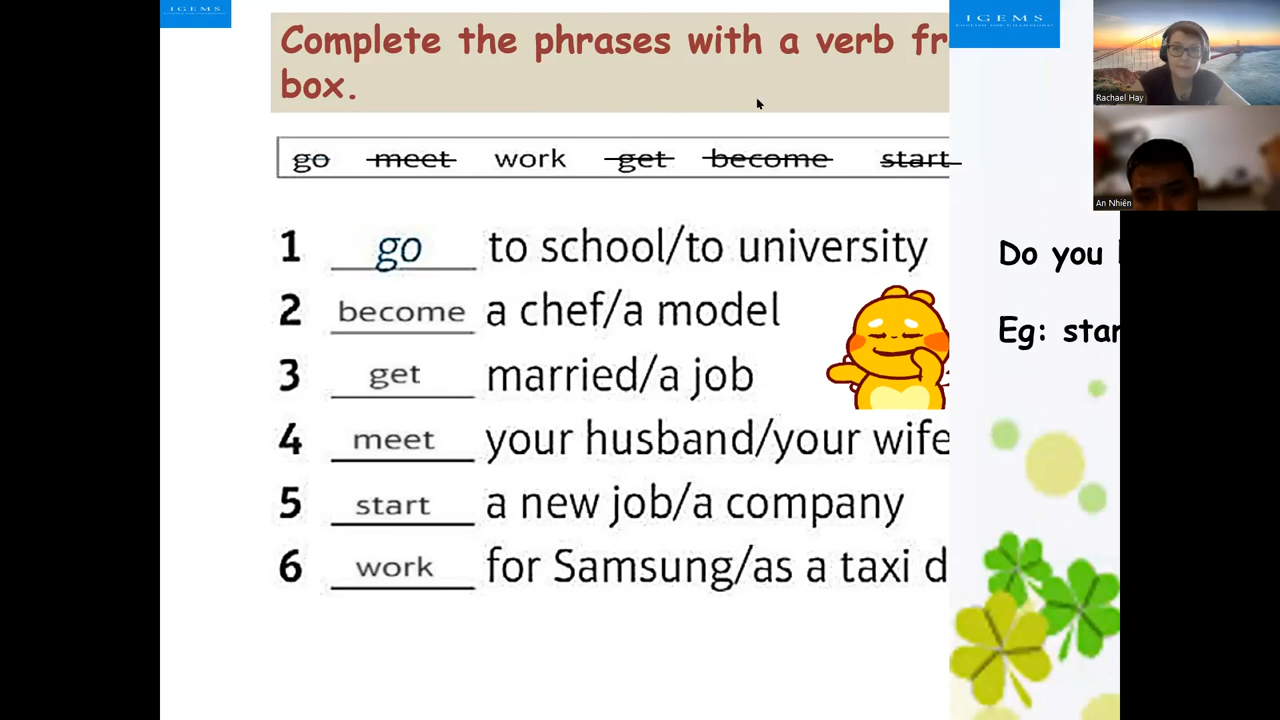 IGEMS
Complete the phrases with a verb fr
box.
go meet work get become start
1 go to school/to university
2 become a chef/a model
3 get married/a job
4 meet your husband/your wife
5 start a new job/a company
6 work for Samsung/as a taxi d
IGEMS
Do you
Eg: star
Rachael Hay
An Nhiên